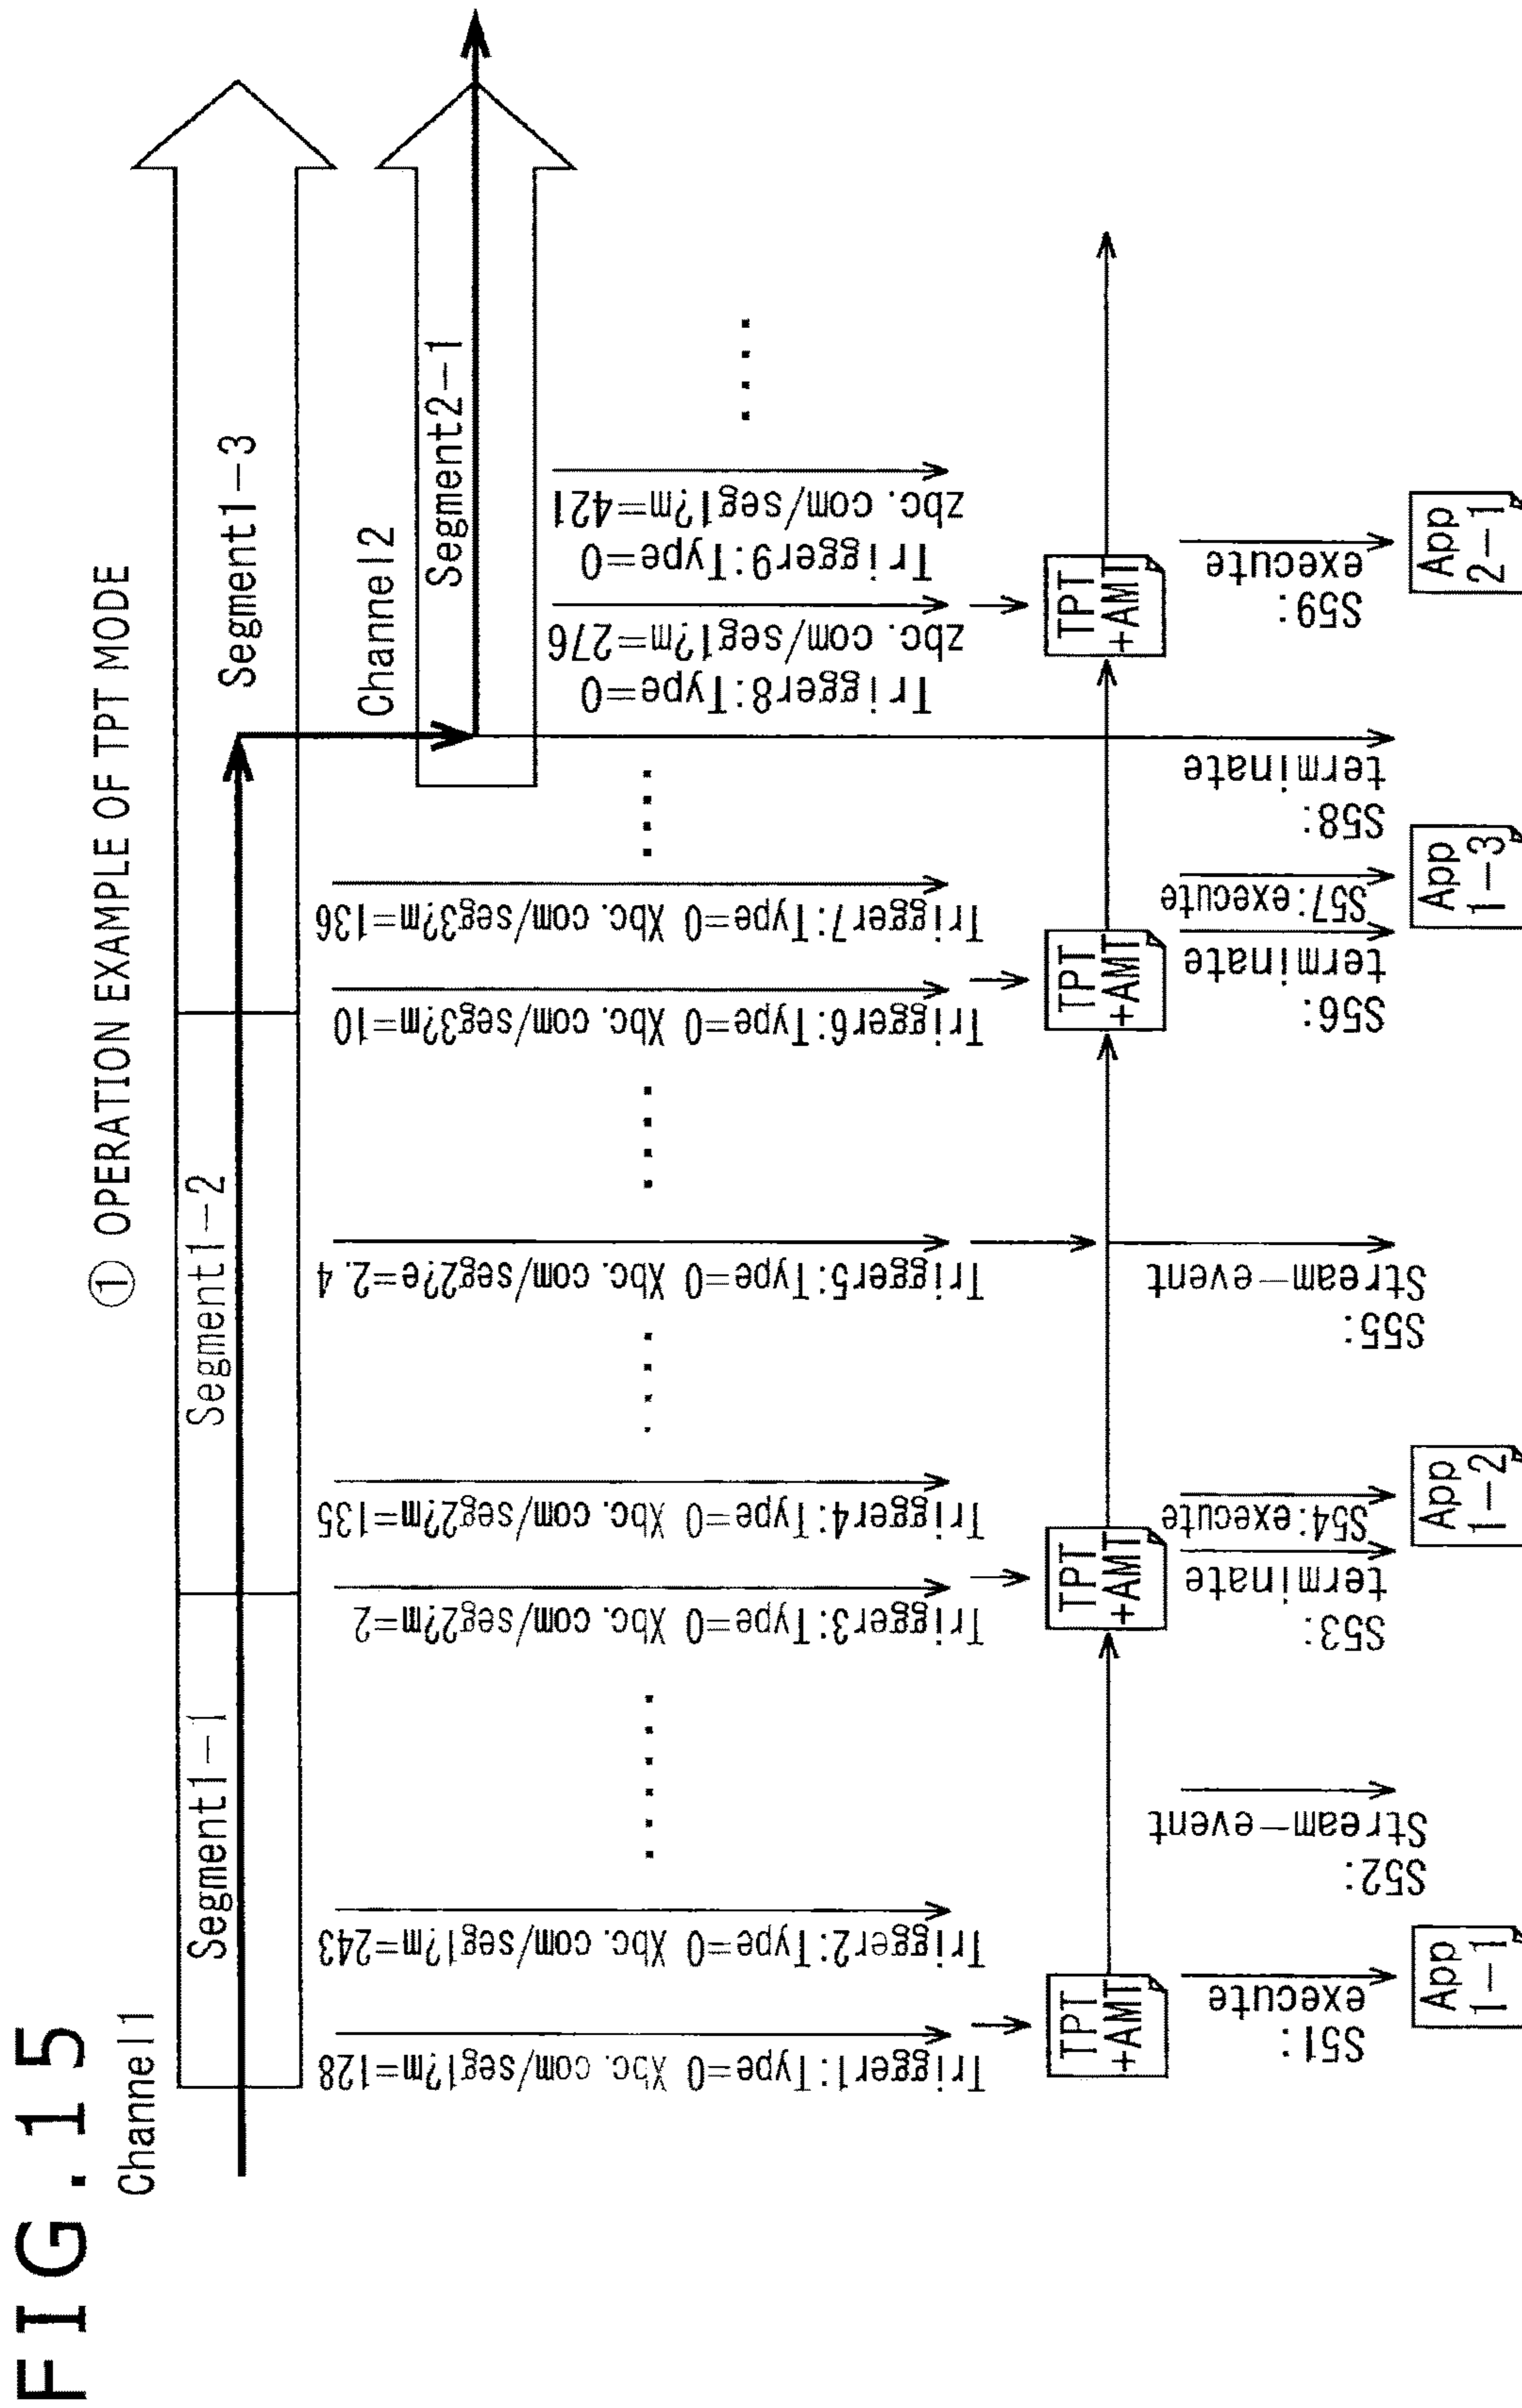 FIG.15
① OPERATION EXAMPLE OF TPT MODE
Channel1
Segment1-1
Segment1-2
Segment1-3
Channel2
Segment2-1
Trigger1:Type=0 Xbc.com/seg1?m=128
Trigger2:Type=0 Xbc.com/seg1?m=243
Trigger3:Type=0 Xbc.com/seg2?m=2
Trigger4:Type=0 Xbc.com/seg2?m=135
Trigger5:Type=0 Xbc.com/seg2?e=2.4
Trigger6:Type=0 Xbc.com/seg3?m=10
Trigger7:Type=0 Xbc.com/seg3?m=136
Trigger8:Type=0
zbc.com/seg1?m=276
Trigger9:Type=0
zbc.com/seg1?m=421
TPT
+AMT
TPT
+AMT
TPT
+AMT
TPT
+AMT
S51:
execute
S52:
Stream-event
S53:
terminate
S54:execute
S55:
Stream-event
S56:
terminate
S57:execute
S58:
terminate
S59:
execute
App
1-1
App
1-2
App
1-3
App
2-1